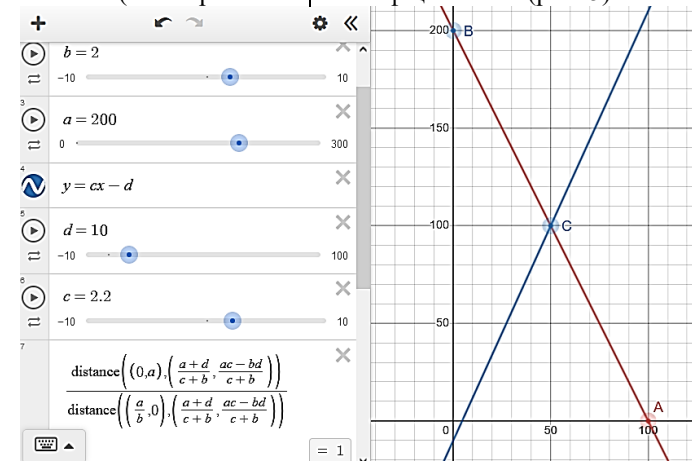 b = 2
-10
10
3
a = 200
0
300
4
y = cx − d
5
d = 10
-10
100
6
c = 2.2
-10
10
7
distance((0,a),((a+d)/(c+b),(ac−bd)/(c+b)))
distance((a/b,0),((a+d)/(c+b),(ac−bd)/(c+b)))
= 1
200
B
150
100
C
50
A
0
50
100